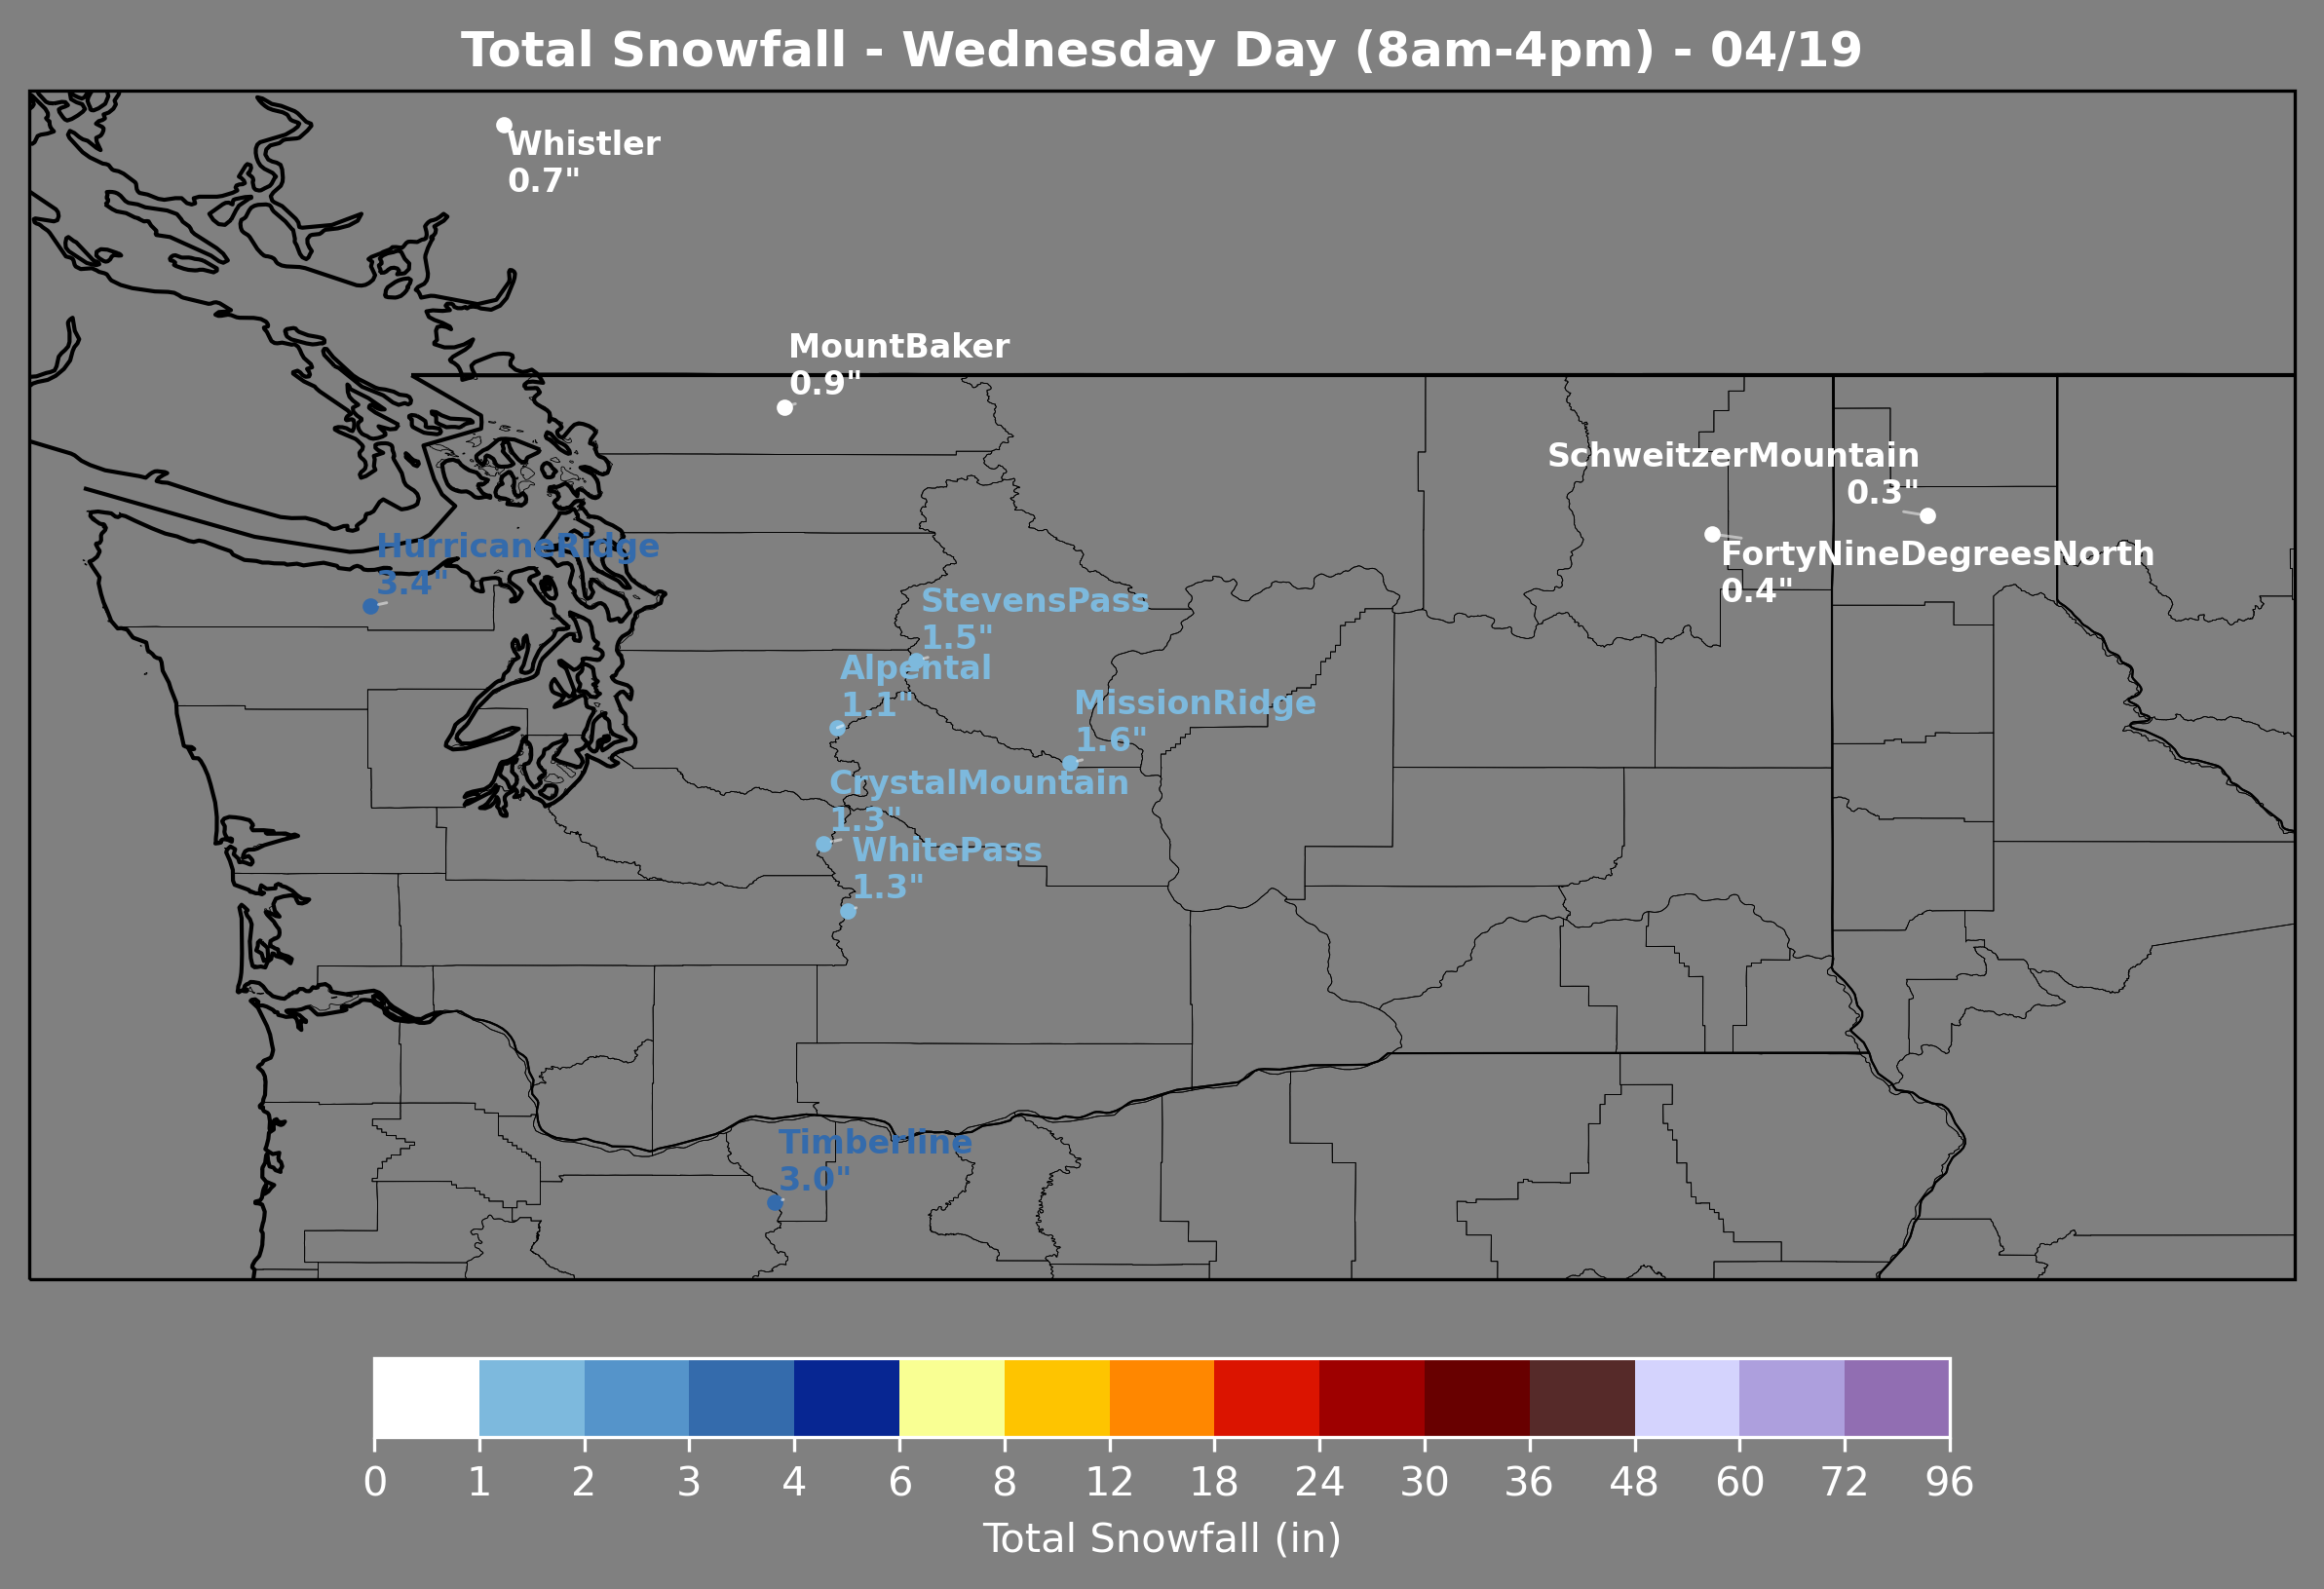 Total Snowfall - Wednesday Day (8am-4pm) - 04/19
Whistler
0.7"
MountBaker
0.9"
SchweitzerMountain
0.3"
HurricaneRidge
3.4"
FortyNineDegreesNorth
0.4"
StevensPass
1.5"
Alpental
1.1"
MissionRidge
1.6"
CrystalMountain
1.3"
WhitePass
1.3"
Timberline
3.0"
0 1 2 3 4 6 8 12 18 24 30 36 48 60 72 96
Total Snowfall (in)